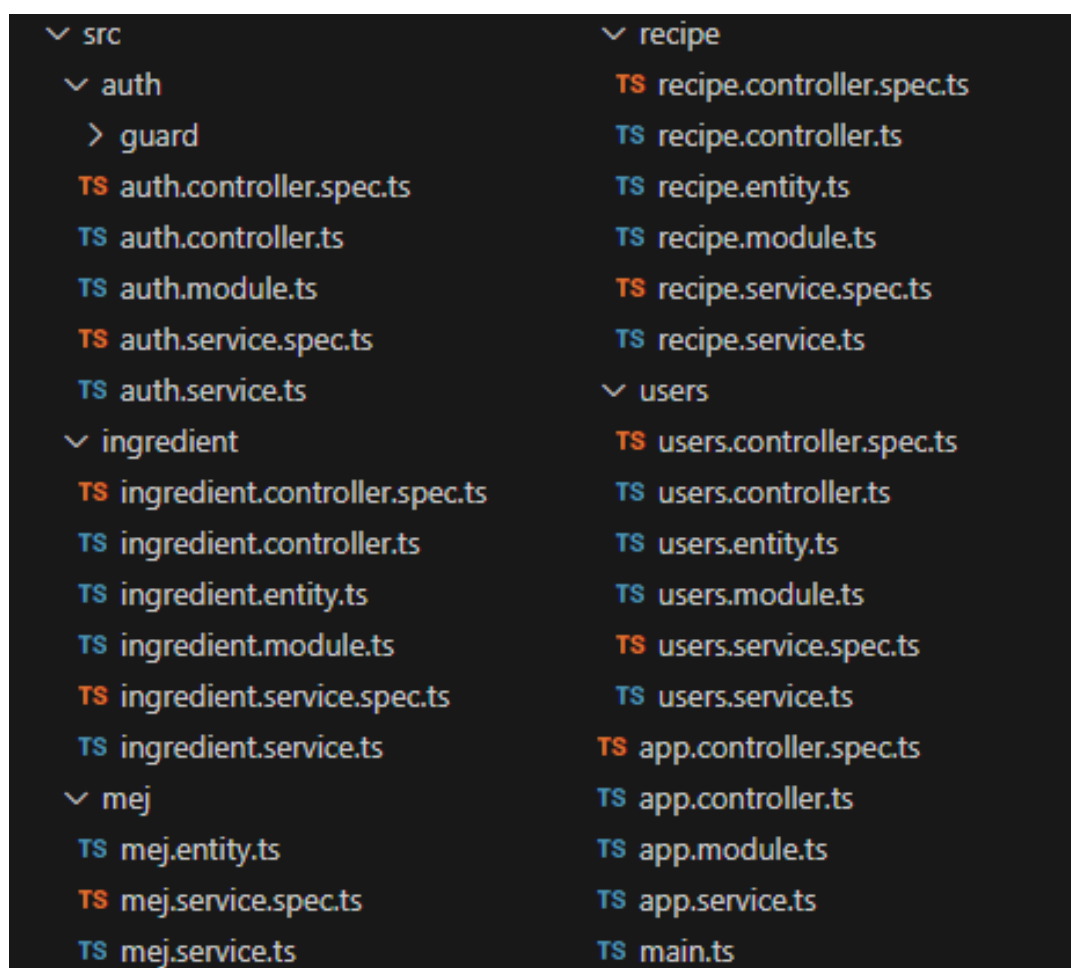 src
auth
guard
TS auth.controller.spec.ts
TS auth.controller.ts
TS auth.module.ts
TS auth.service.spec.ts
TS auth.service.ts
ingredient
TS ingredient.controller.spec.ts
TS ingredient.controller.ts
TS ingredient.entity.ts
TS ingredient.module.ts
TS ingredient.service.spec.ts
TS ingredient.service.ts
mej
TS mej.entity.ts
TS mej.service.spec.ts
TS mej.service.ts
recipe
TS recipe.controller.spec.ts
TS recipe.controller.ts
TS recipe.entity.ts
TS recipe.module.ts
TS recipe.service.spec.ts
TS recipe.service.ts
users
TS users.controller.spec.ts
TS users.controller.ts
TS users.entity.ts
TS users.module.ts
TS users.service.spec.ts
TS users.service.ts
TS app.controller.spec.ts
TS app.controller.ts
TS app.module.ts
TS app.service.ts
TS main.ts